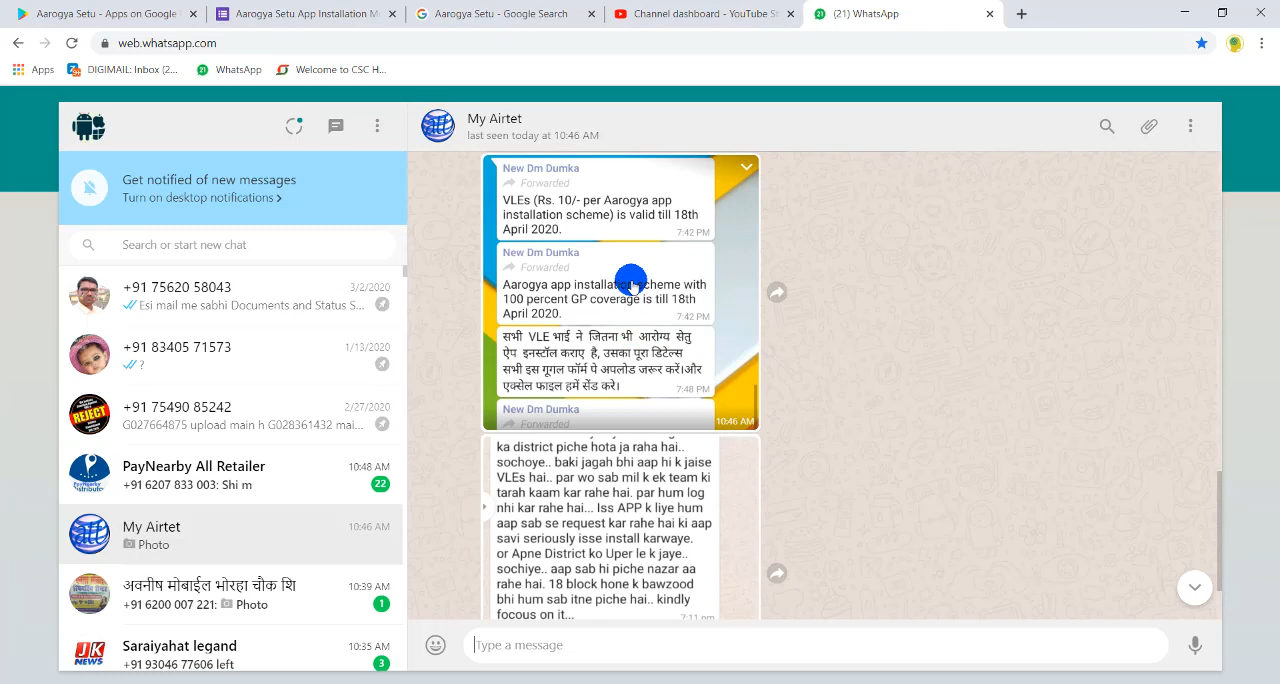 Aarogya Setu - Apps on Google P
Aarogya Setu App Installation M
Aarogya Setu - Google Search
Channel dashboard - YouTube St
(21) WhatsApp
web.whatsapp.com
Apps
DIGIMAIL: Inbox (2...
WhatsApp
Welcome to CSC H...
My Airtet
last seen today at 10:46 AM
Get notified of new messages
Turn on desktop notifications >
Search or start new chat
+91 75620 58043
3/2/2020
Esi mail me sabhi Documents and Status S...
+91 83405 71573
1/13/2020
?
+91 75490 85242
2/27/2020
G027664875 upload main h G028361432 mai...
REJECT
PayNearby All Retailer
10:48 AM
+91 6207 833 003: Shi m
22
PayNearby
Distributor
My Airtet
10:46 AM
Photo
अवनीष मोबाईल भोरहा चौक शि
10:39 AM
+91 6200 007 221: Photo
1
Saraiyahat legand
10:35 AM
+91 93046 77606 left
3
JK
NEWS
New Dm Dumka
Forwarded
VLEs (Rs. 10/- per Aarogya app
installation scheme) is valid till 18th
April 2020.
7:42 PM
New Dm Dumka
Forwarded
Aarogya app installation scheme with
100 percent GP coverage is till 18th
April 2020.
7:42 PM
सभी VLE भाई ने जितना भी आरोग्य सेतु
ऐप इनस्टॉल कराए है, उसका पूरा डिटेल्स
सभी इस गूगल फॉर्म पे अपलोड जरूर करें।और
एक्सेल फाइल हमें सेंड करे।
7:48 PM
New Dm Dumka
Forwarded
10:46 AM
ka district piche hota ja raha hai..
sochoye.. baki jagah bhi aap hi k jaise
VLEs hai.. par wo sab mil k ek team ki
tarah kaam kar rahe hai. par hum log
nhi kar rahe hai... Iss APP k liye hum
aap sab se request kar rahe hai ki aap
savi seriously isse install karwaye.
or Apne District ko Uper le k jaye..
sochiye.. aap sab hi piche nazar aa
rahe hai. 18 block hone k bawzood
bhi hum sab itne piche hai.. kindly
focous on it...
7:11 pm
Type a message